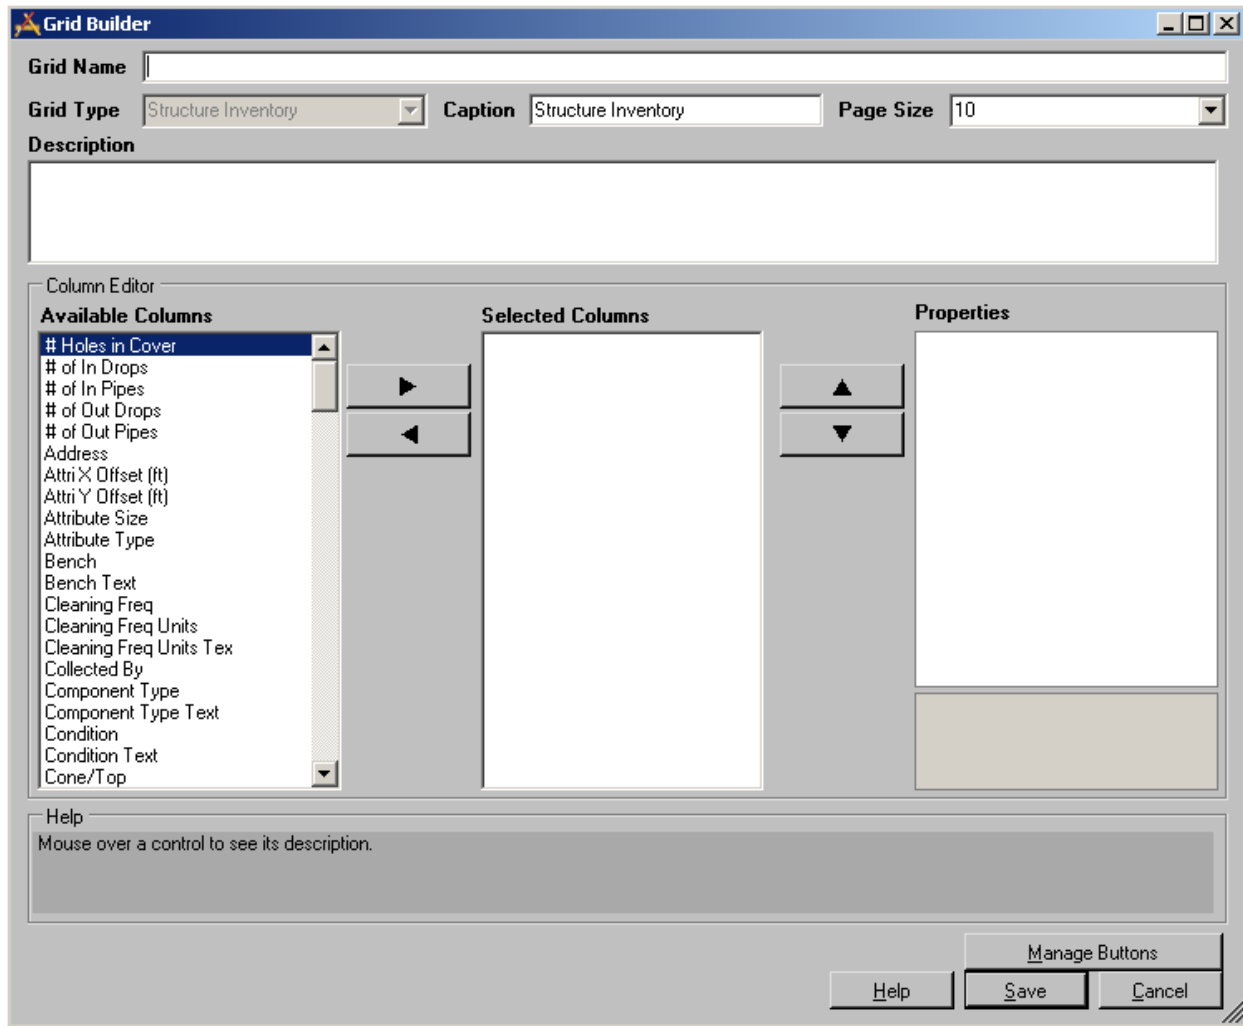 Grid Builder
Grid Name
Grid Type Structure Inventory Caption Structure Inventory Page Size 10
Description
Column Editor
Available Columns Selected Columns Properties
# Holes in Cover
# of In Drops
# of In Pipes
# of Out Drops
# of Out Pipes
Address
Attri X Offset (ft)
Attri Y Offset (ft)
Attribute Size
Attribute Type
Bench
Bench Text
Cleaning Freq
Cleaning Freq Units
Cleaning Freq Units Tex
Collected By
Component Type
Component Type Text
Condition
Condition Text
Cone/Top
Help
Mouse over a control to see its description.
Manage Buttons
Help Save Cancel